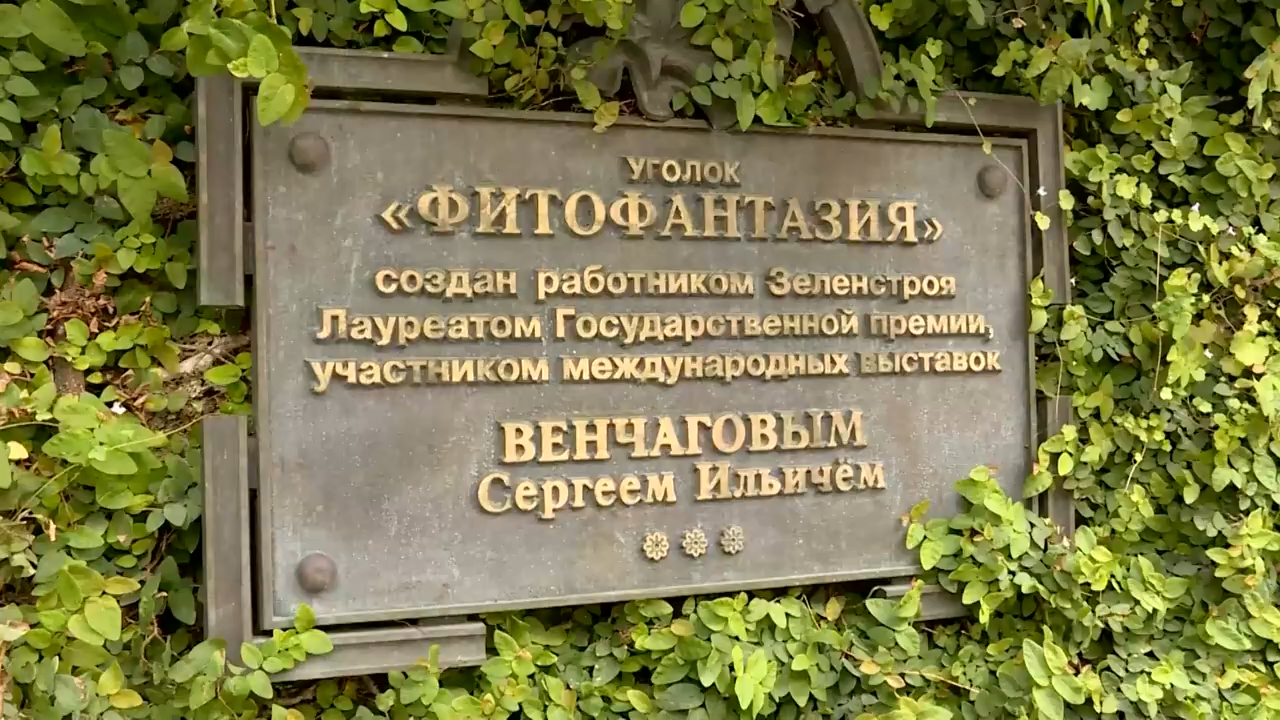 УГОЛОК
«ФИТОФАНТАЗИЯ»
создан работником Зеленстроя
Лауреатом Государственной премии,
участником международных выставок
ВЕНЧАГОВЫМ
Сергеем Ильичём